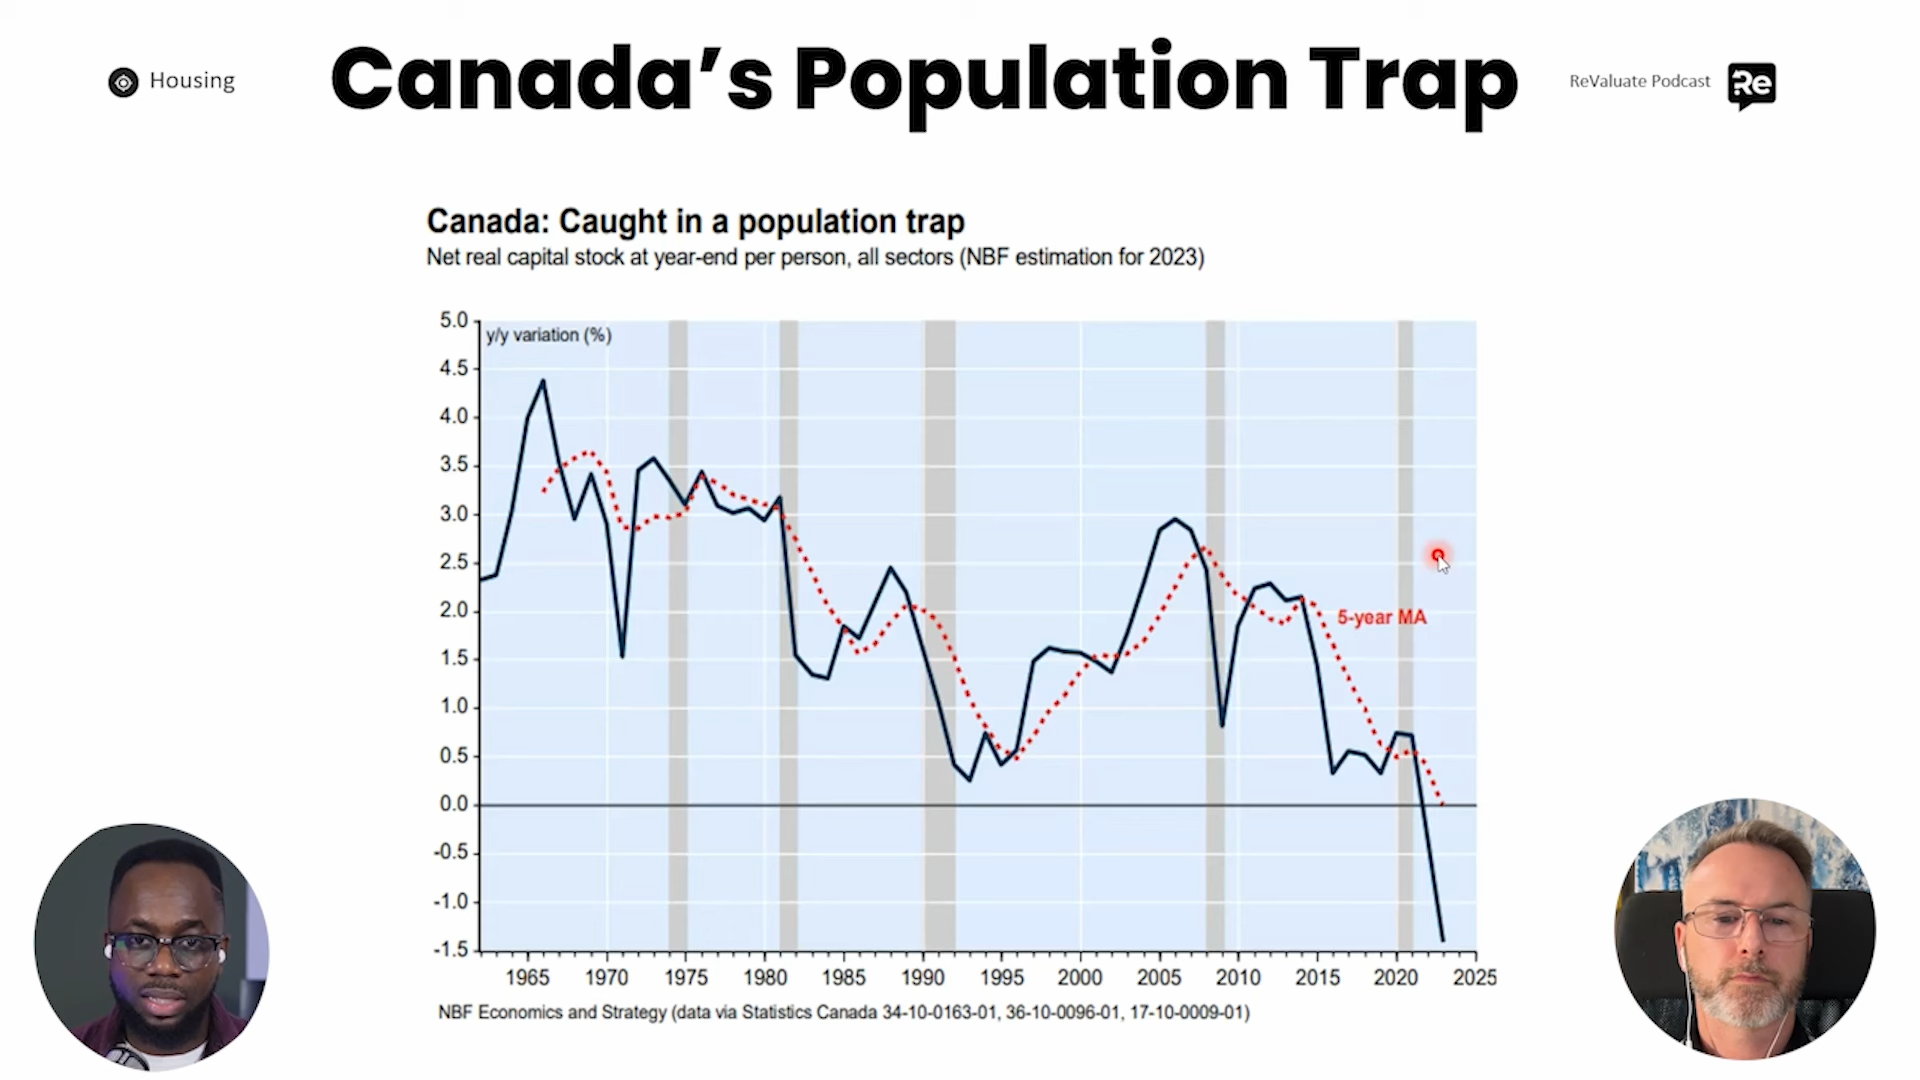 Housing
Canada's Population Trap
ReValuate Podcast
Re
Canada: Caught in a population trap
Net real capital stock at year-end per person, all sectors (NBF estimation for 2023)
y/y variation (%)
5.0
4.5
4.0
3.5
3.0
2.5
2.0
1.5
1.0
0.5
0.0
-0.5
-1.0
-1.5
5-year MA
1965 1970 1975 1980 1985 1990 1995 2000 2005 2010 2015 2020 2025
NBF Economics and Strategy (data via Statistics Canada 34-10-0163-01, 36-10-0096-01, 17-10-0009-01)